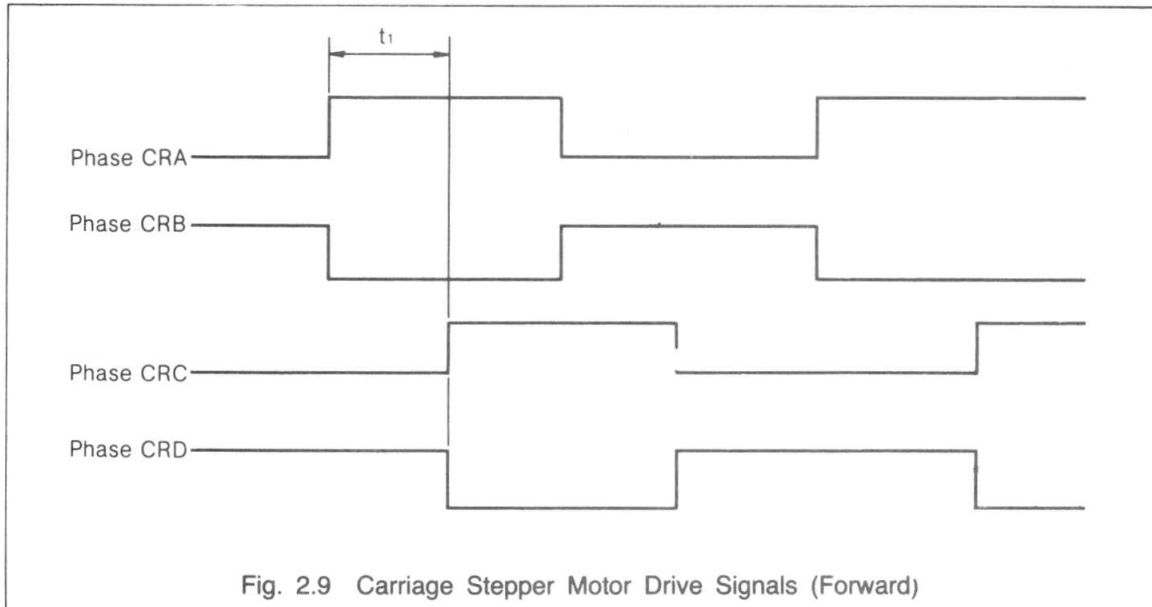 t₁
Phase CRA
Phase CRB
Phase CRC
Phase CRD
Fig. 2.9 Carriage Stepper Motor Drive Signals (Forward)